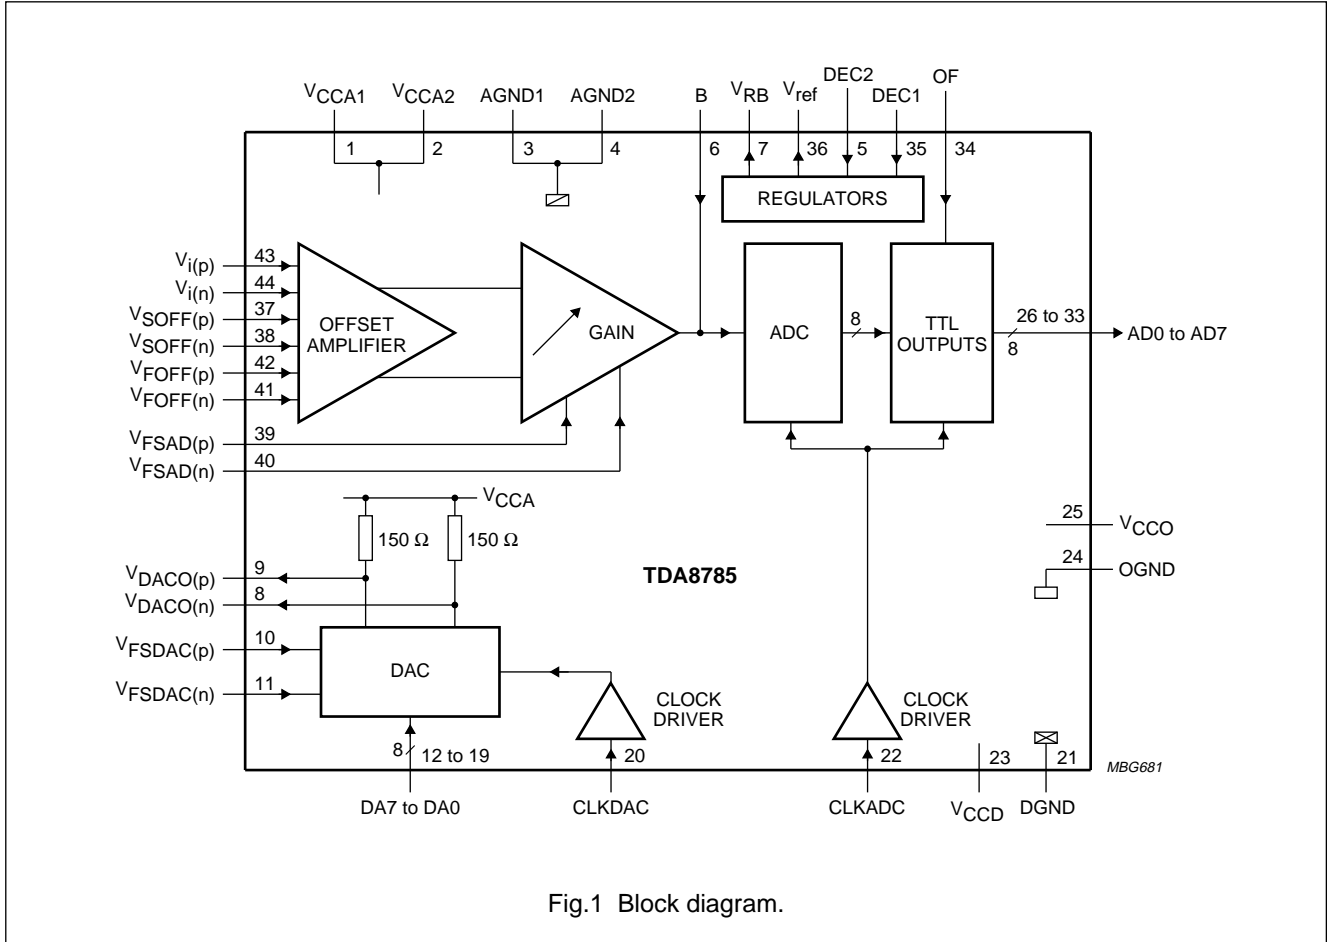 VCCA1 VCCA2 AGND1 AGND2 B VRB Vref DEC2 DEC1 OF
1 2 3 4 6 7 36 5 35 34
REGULATORS
Vi(p) 43
Vi(n) 44
VSOFF(p) 37
VSOFF(n) 38
VFOFF(p) 42
VFOFF(n) 41
OFFSET
AMPLIFIER
GAIN
ADC
8
TTL
OUTPUTS
26 to 33
8
AD0 to AD7
VFSAD(p) 39
VFSAD(n) 40
VCCA
150 Ω 150 Ω
25 VCCO
24 OGND
TDA8785
VDACO(p) 9
VDACO(n) 8
VFSDAC(p) 10
VFSDAC(n) 11
DAC
CLOCK
DRIVER
CLOCK
DRIVER
8 12 to 19 20 22 23 21
MBG681
DA7 to DA0 CLKDAC CLKADC VCCD DGND
Fig.1 Block diagram.